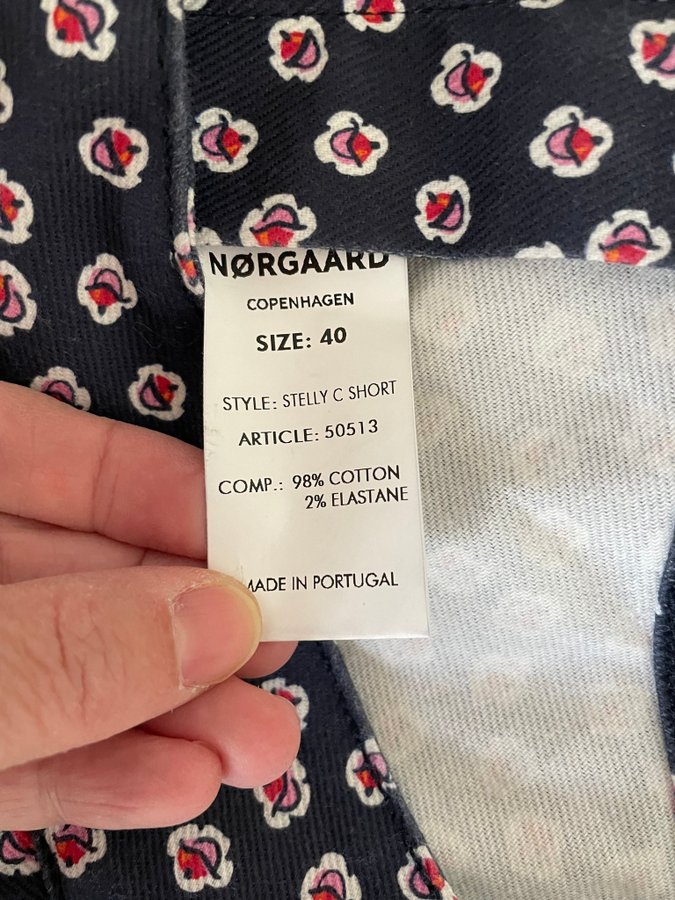 NØRGAARD
COPENHAGEN
SIZE: 40
STYLE: STELLY C SHORT
ARTICLE: 50513
COMP.: 98% COTTON
2% ELASTANE
MADE IN PORTUGAL